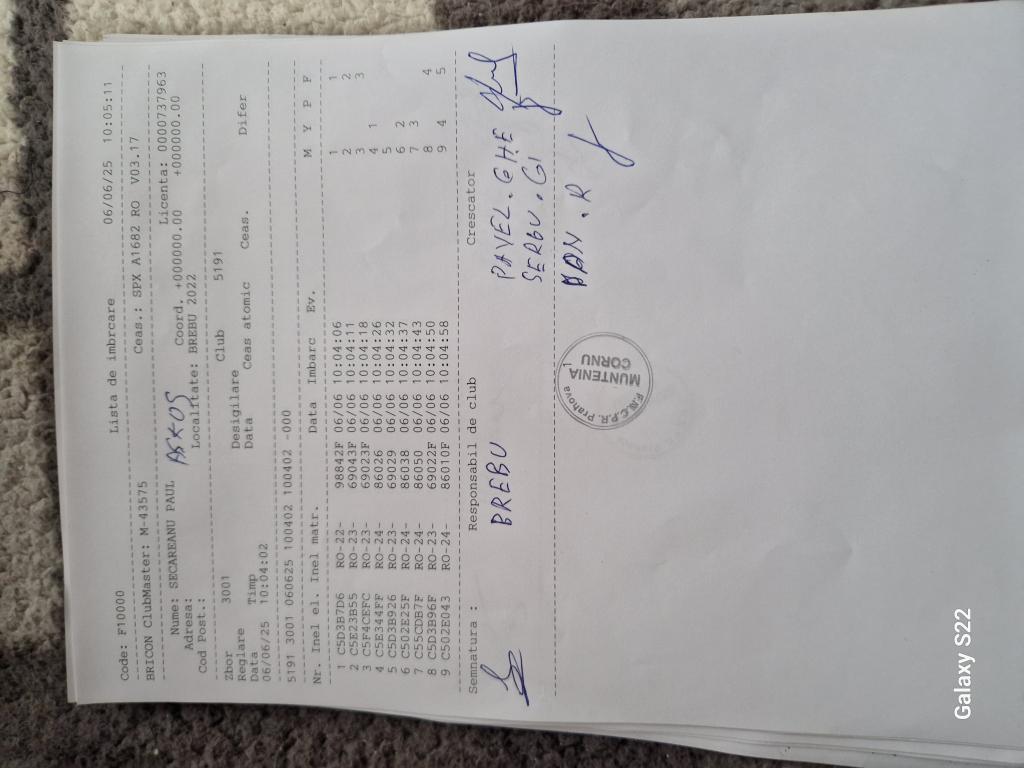 Code: F10000 Lista de imbrcare 06/06/25 10:05:11
BRICON ClubMaster: M-43575 Ceas.: SPX A1682 RO V03.17
Nume: SECAREANU PAUL ASKOS Licenta: 0000737963
Adresa: Coord. +000000.00 +000000.00
Cod Post.: Localitate: BREBU 2022
Zbor 3001 Club 5191
Reglare Desigilare
Data Timp Data Ceas atomic Ceas. Difer
06/06/25 10:04:02
5191 3001 060625 100402 100402 -000
Nr. Inel el. Inel matr. Data Imbarc Ev. M Y P F
1 C5D3B7D6 RO-22- 98842F 06/06 10:04:06 1 1
2 C5E23B55 RO-23- 69043F 06/06 10:04:11 2 2
3 C5F4CEFC RO-23- 69023F 06/06 10:04:18 3 3
4 C5E344FF RO-24- 86026 06/06 10:04:26 4 1
5 C5D3B926 RO-23- 69029 06/06 10:04:32 5
6 C502E25F RO-24- 86038 06/06 10:04:37 6 2
7 C55CDB7F RO-24- 86050 06/06 10:04:43 7 3
8 C5D3B96F RO-23- 69022F 06/06 10:04:50 8 4
9 C502E043 RO-24- 86010F 06/06 10:04:58 9 4 5
Semnatura : Responsabil de club Crescator
BREBU PAVEL.GHE
SERBU.GI
DAN.R
F.N.C.P.R. Prahova 1
MUNTENIA
CORNU
Galaxy S22